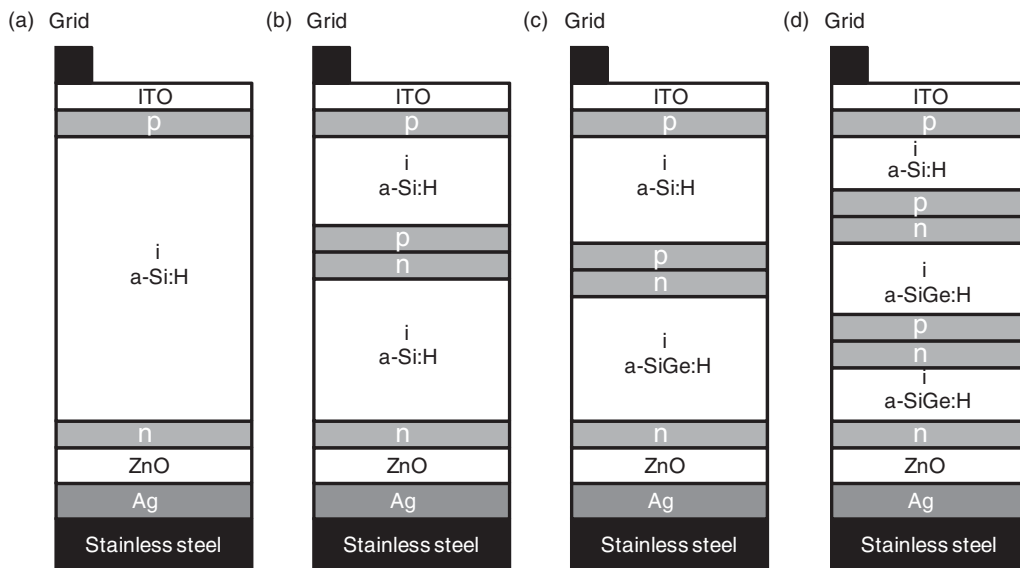 (a) Grid
ITO
p
i
a-Si:H
n
ZnO
Ag
Stainless steel
(b) Grid
ITO
p
i
a-Si:H
p
n
i
a-Si:H
n
ZnO
Ag
Stainless steel
(c) Grid
ITO
p
i
a-Si:H
p
n
i
a-SiGe:H
n
ZnO
Ag
Stainless steel
(d) Grid
ITO
p
i
a-Si:H
p
n
i
a-SiGe:H
p
n
i
a-SiGe:H
n
ZnO
Ag
Stainless steel